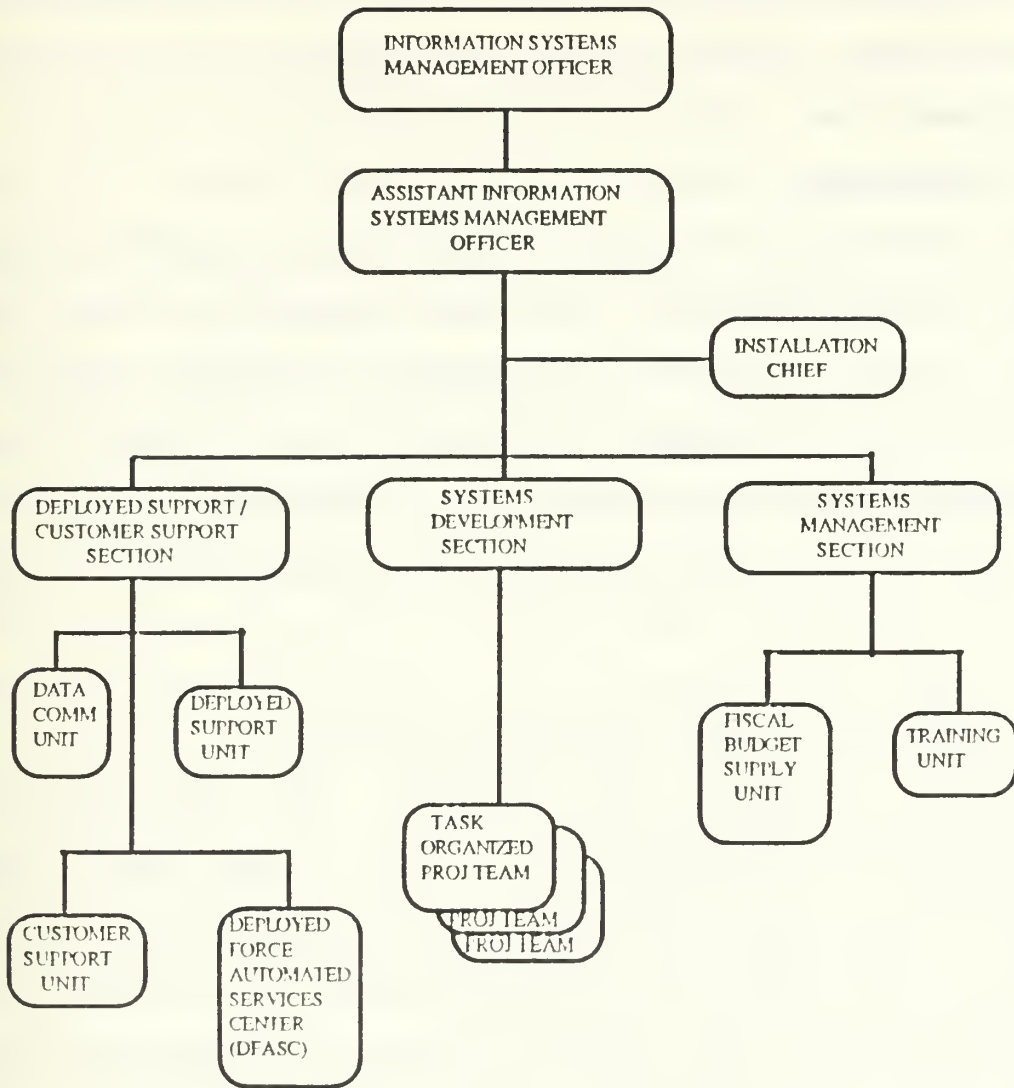 INFORMATION SYSTEMS
MANAGEMENT OFFICER
ASSISTANT INFORMATION
SYSTEMS MANAGEMENT
OFFICER
INSTALLATION
CHIEF
DEPLOYED SUPPORT /
CUSTOMER SUPPORT
SECTION
SYSTEMS
DEVELOPMENT
SECTION
SYSTEMS
MANAGEMENT
SECTION
DATA
COMM
UNIT
DEPLOYED
SUPPORT
UNIT
FISCAL
BUDGET
SUPPLY
UNIT
TRAINING
UNIT
TASK
ORGANIZED
PROJ TEAM
PROJ TEAM
PROJ TEAM
CUSTOMER
SUPPORT
UNIT
DEPLOYED
FORCE
AUTOMATED
SERVICES
CENTER
(DFASC)